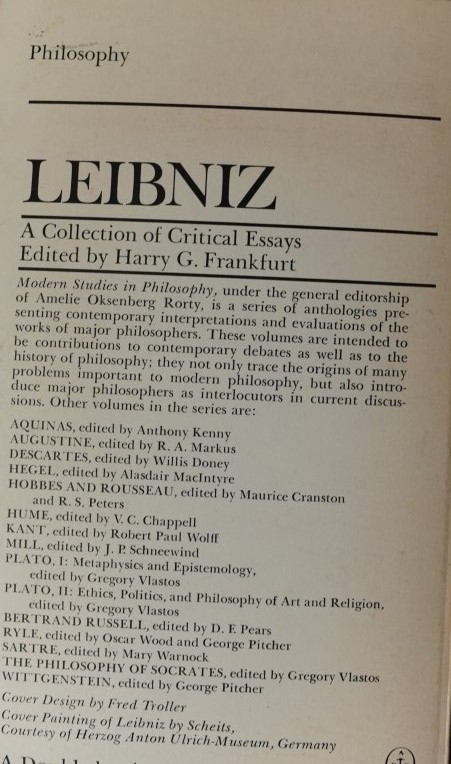 Philosophy
LEIBNIZ
A Collection of Critical Essays
Edited by Harry G. Frankfurt
Modern Studies in Philosophy, under the general editorship
of Amelie Oksenberg Rorty, is a series of anthologies pre-
senting contemporary interpretations and evaluations of the
works of major philosophers. These volumes are intended to
be contributions to contemporary debates as well as to the
history of philosophy; they not only trace the origins of many
problems important to modern philosophy, but also intro-
duce major philosophers as interlocutors in current discus-
sions. Other volumes in the series are:
AQUINAS, edited by Anthony Kenny
AUGUSTINE, edited by R. A. Markus
DESCARTES, edited by Willis Doney
HEGEL, edited by Alasdair MacIntyre
HOBBES AND ROUSSEAU, edited by Maurice Cranston
and R. S. Peters
HUME, edited by V. C. Chappell
KANT, edited by Robert Paul Wolff
MILL, edited by J. P. Schneewind
PLATO, I: Metaphysics and Epistemology,
edited by Gregory Vlastos
PLATO, II: Ethics, Politics, and Philosophy of Art and Religion,
edited by Gregory Vlastos
BERTRAND RUSSELL, edited by D. F. Pears
RYLE, edited by Oscar Wood and George Pitcher
SARTRE, edited by Mary Warnock
THE PHILOSOPHY OF SOCRATES, edited by Gregory Vlastos
WITTGENSTEIN, edited by George Pitcher
Cover Design by Fred Troller
Cover Painting of Leibniz by Scheits,
Courtesy of Herzog Anton Ulrich-Museum, Germany